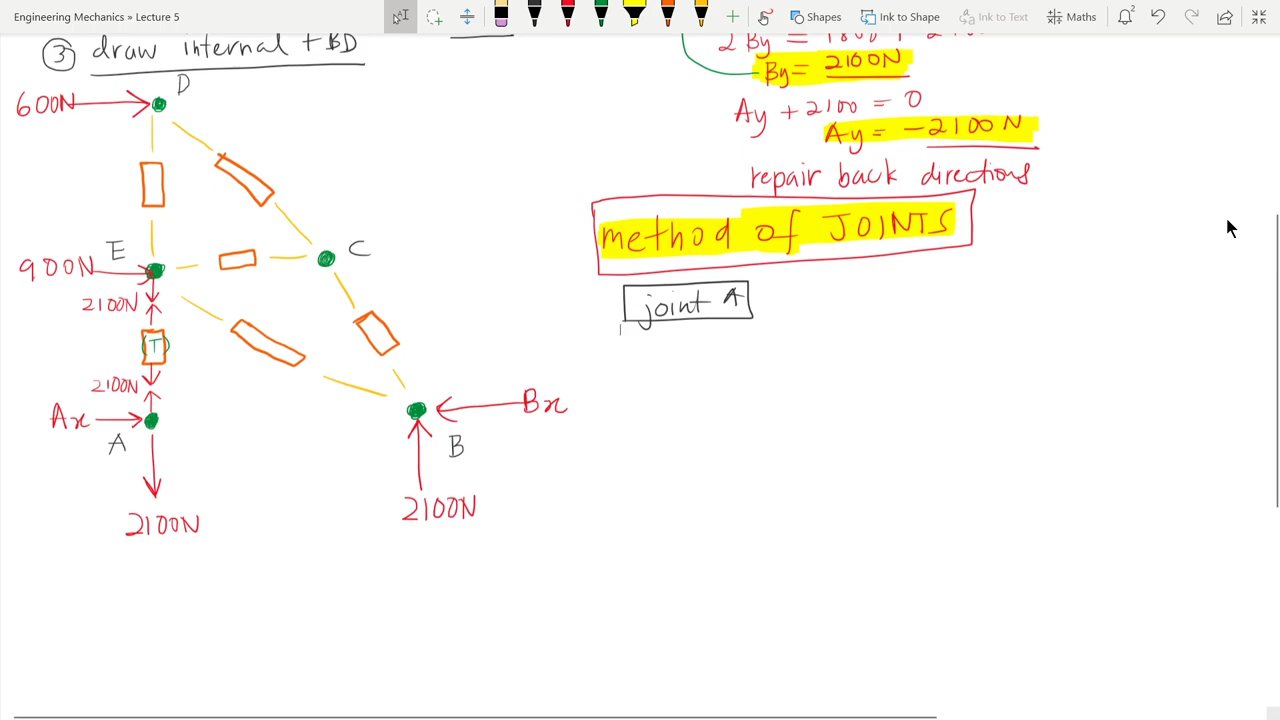 Engineering Mechanics » Lecture 5
Shapes
Ink to Shape
Ink to Text
Maths
③ draw internal FBD
D
600N
E
C
900N
2100N
(T)
2100N
Ax
A
Bx
B
2100N
2100N
2 By =
By = 2100N
Ay + 2100 = 0
Ay = -2100 N
repair back directions
method of JOINTS
joint A